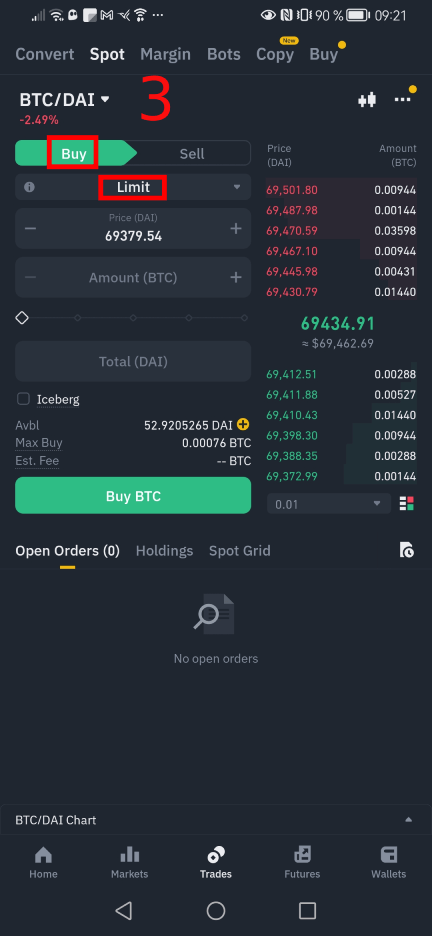 90 % 09:21
Convert Spot Margin Bots Copy New Buy
BTC/DAI
-2.49%
3
Buy Sell
Limit
Price (DAI)
69379.54
Amount (BTC)
Total (DAI)
Iceberg
Avbl 52.9205265 DAI
Max Buy 0.00076 BTC
Est. Fee -- BTC
Buy BTC
Price Amount
(DAI) (BTC)
69,501.80 0.00944
69,487.98 0.00144
69,470.59 0.03598
69,467.10 0.00944
69,445.98 0.00431
69,430.79 0.01440
69434.91
≈ $69,462.69
69,412.51 0.00288
69,411.88 0.00527
69,410.43 0.01440
69,398.30 0.00944
69,388.35 0.00288
69,372.99 0.00144
0.01
Open Orders (0) Holdings Spot Grid
No open orders
BTC/DAI Chart
Home Markets Trades Futures Wallets